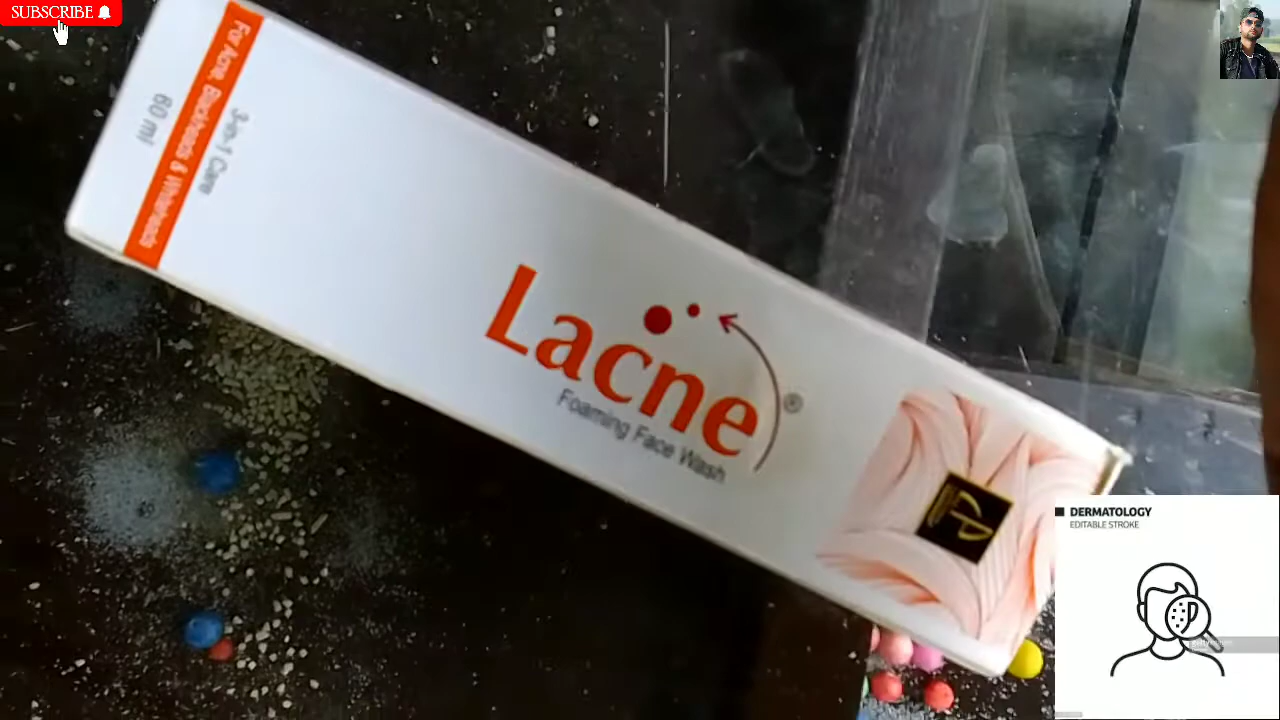 SUBSCRIBE
For Acne, Blackheads & Whiteheads
3-in-1 Care
60 ml
Lacne®
Foaming Face Wash
DERMATOLOGY
EDITABLE STROKE